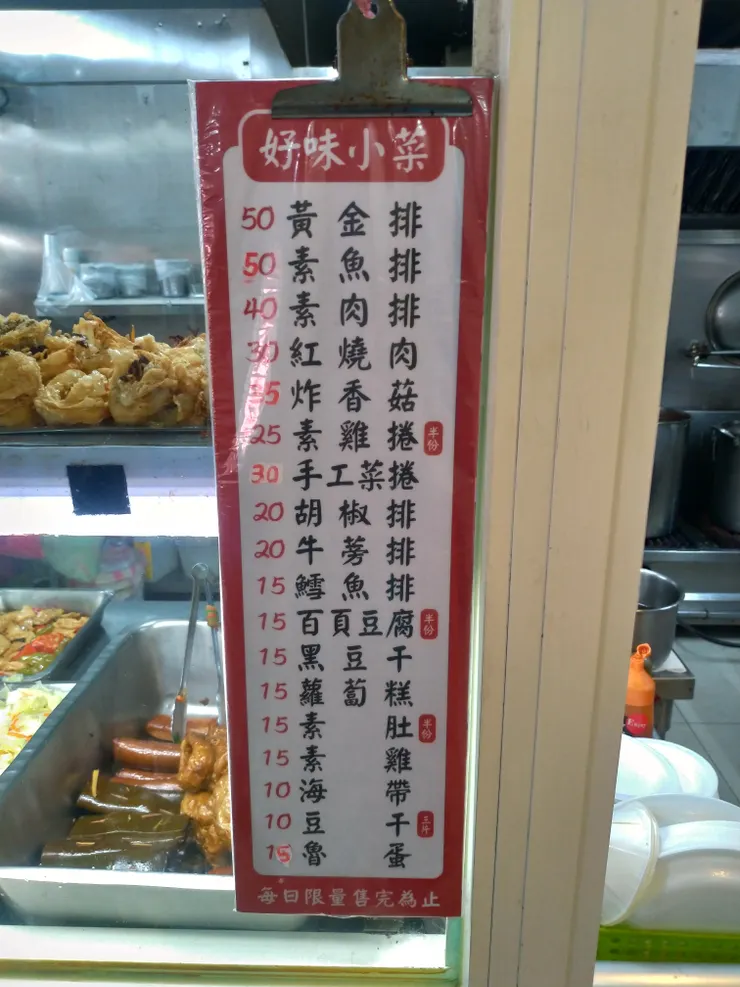 好味小菜
50 黃金排
50 素魚排
40 素肉排
30 紅燒肉
35 炸香菇
25 素雞捲 半份
30 手工菜捲
20 胡椒排
20 牛蒡排
15 鱈魚排
15 百頁豆腐 半份
15 黑豆干
15 蘿蔔糕
15 素肚 半份
15 素雞
10 海帶
10 豆干 三片
15 魯蛋
每日限量售完為止